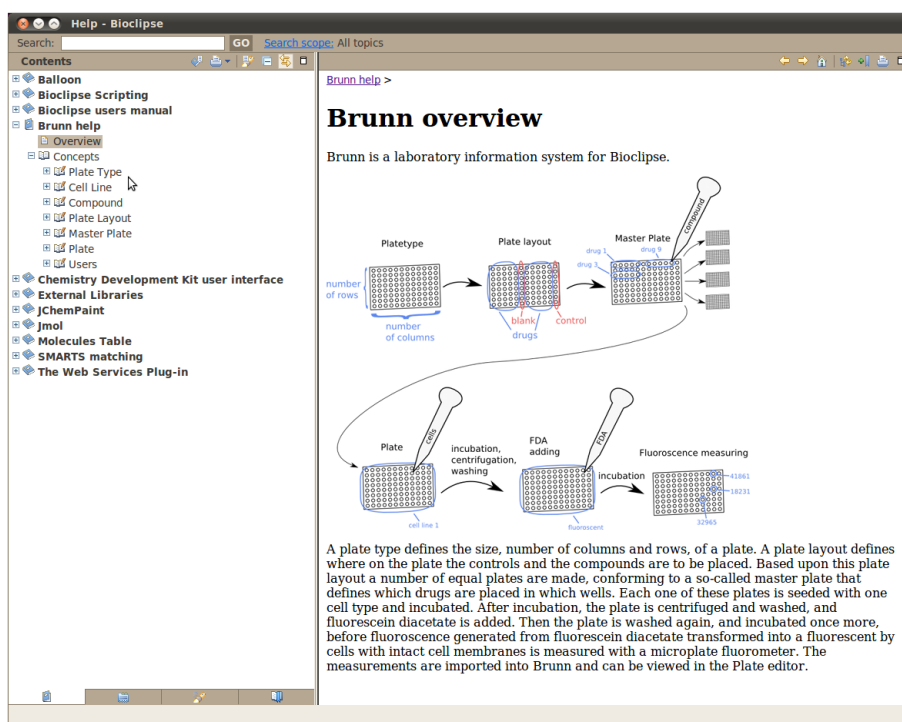 Help - Bioclipse
Search:
GO
Search scope: All topics
Contents
Balloon
Bioclipse Scripting
Bioclipse users manual
Brunn help
Overview
Concepts
Plate Type
Cell Line
Compound
Plate Layout
Master Plate
Plate
Users
Chemistry Development Kit user interface
External Libraries
JChemPaint
Jmol
Molecules Table
SMARTS matching
The Web Services Plug-in
Brunn help >
Brunn overview
Brunn is a laboratory information system for Bioclipse.
compound
Platetype
Plate layout
Master Plate
drug 1
drug 9
drug 3
number
of rows
number
of columns
blank
control
drugs
Plate
cells
incubation,
centrifugation,
washing
FDA
adding
FDA
incubation
Fluoroscence measuring
41861
18231
32965
cell line 1
fluoroscent
A plate type defines the size, number of columns and rows, of a plate. A plate layout defines
where on the plate the controls and the compounds are to be placed. Based upon this plate
layout a number of equal plates are made, conforming to a so-called master plate that
defines which drugs are placed in which wells. Each one of these plates is seeded with one
cell type and incubated. After incubation, the plate is centrifuged and washed, and
fluorescein diacetate is added. Then the plate is washed again, and incubated once more,
before fluoroscence generated from fluorescein diacetate transformed into a fluorescent by
cells with intact cell membranes is measured with a microplate fluorometer. The
measurements are imported into Brunn and can be viewed in the Plate editor.